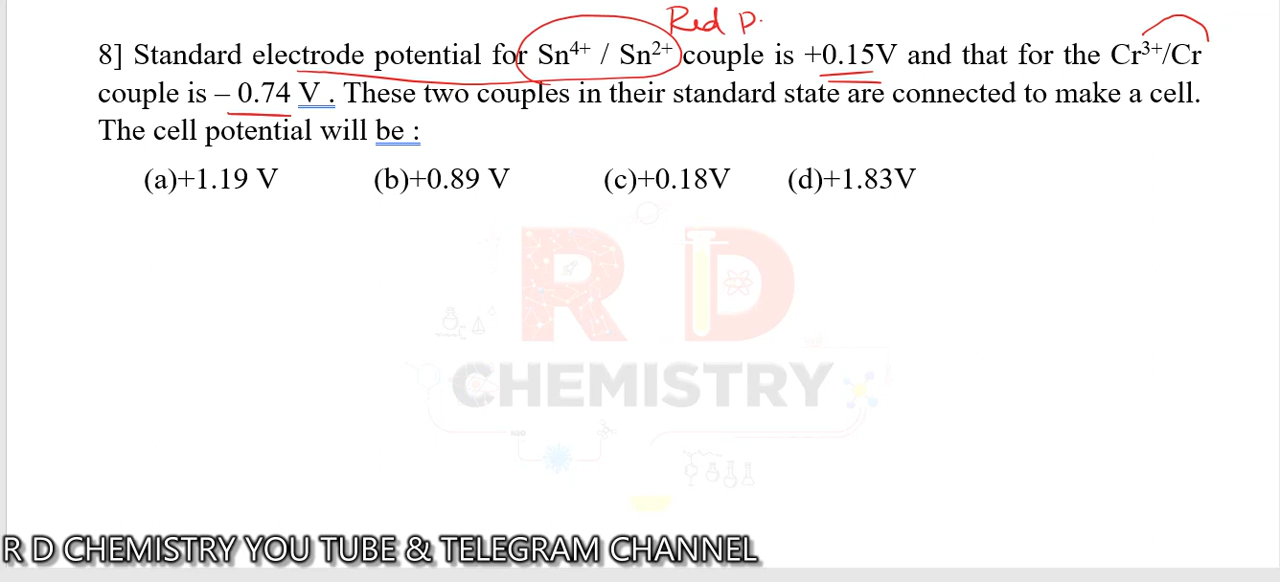 Red P.
8] Standard electrode potential for Sn⁴⁺ / Sn²⁺ couple is +0.15V and that for the Cr³⁺/Cr
couple is – 0.74 V . These two couples in their standard state are connected to make a cell.
The cell potential will be :
(a)+1.19 V (b)+0.89 V (c)+0.18V (d)+1.83V
R D
CHEMISTRY
R D CHEMISTRY YOU TUBE & TELEGRAM CHANNEL